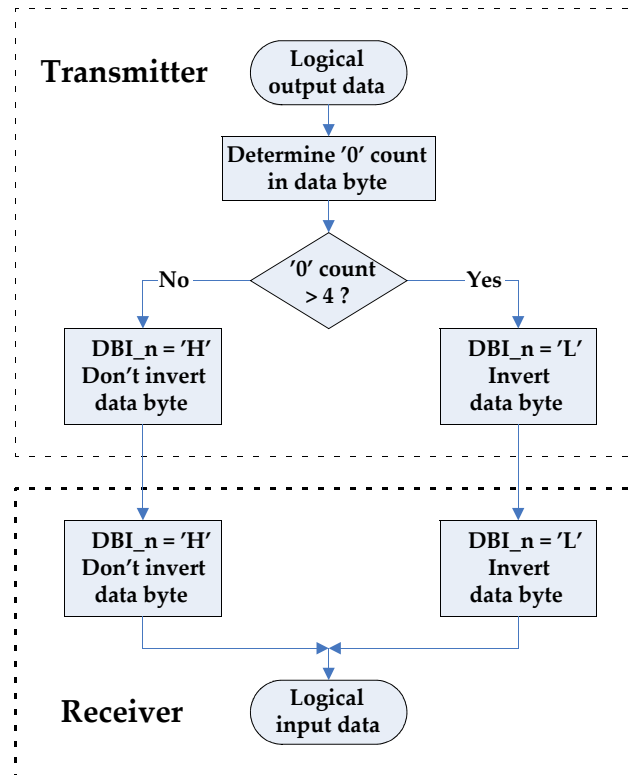 Transmitter
Logical
output data
Determine ′0′ count
in data byte
′0′ count
> 4 ?
No
Yes
DBI_n = ′H′
Don't invert
data byte
DBI_n = ′L′
Invert
data byte
DBI_n = ′H′
Don't invert
data byte
DBI_n = ′L′
Invert
data byte
Receiver
Logical
input data